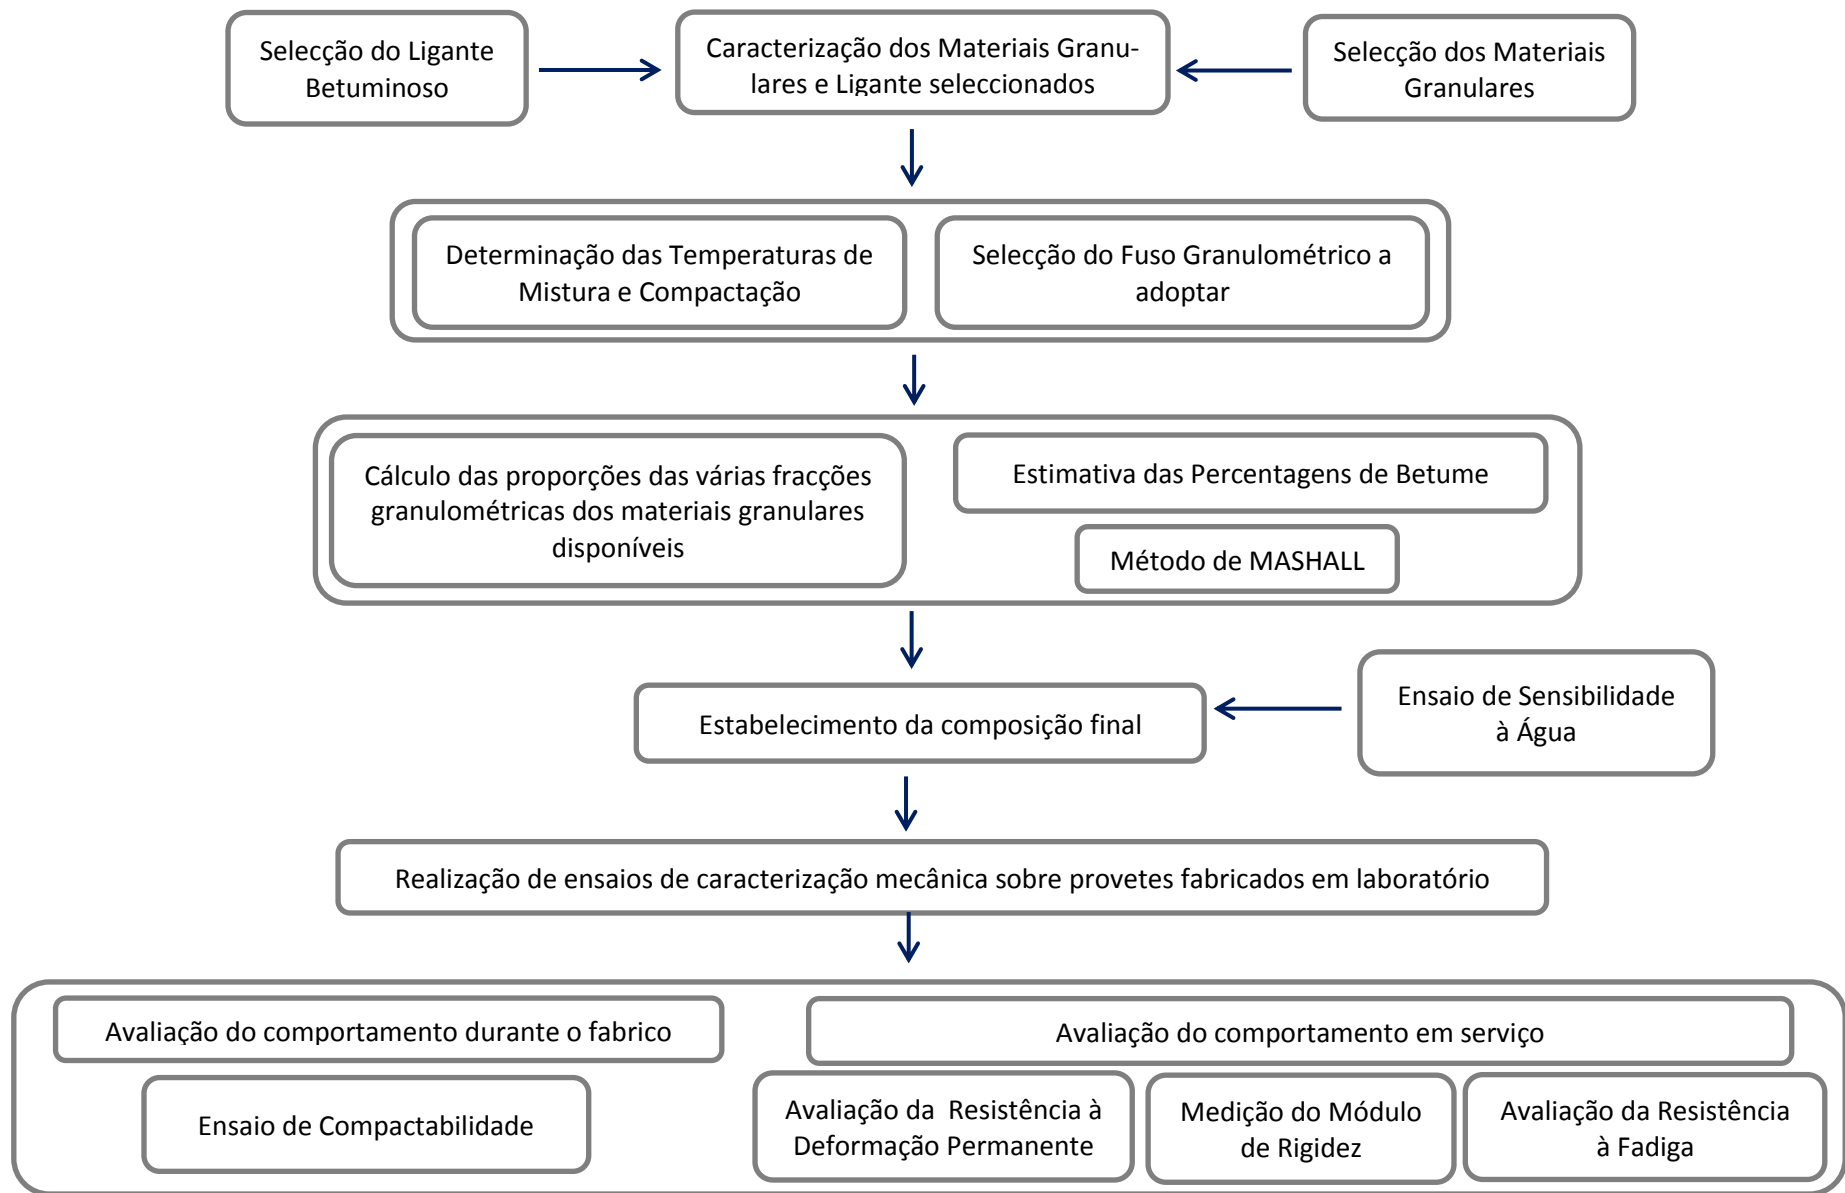 Selecção do Ligante
Betuminoso
Caracterização dos Materiais Granu-
lares e Ligante seleccionados
Selecção dos Materiais
Granulares
Determinação das Temperaturas de
Mistura e Compactação
Selecção do Fuso Granulométrico a
adoptar
Cálculo das proporções das várias fracções
granulométricas dos materiais granulares
disponíveis
Estimativa das Percentagens de Betume
Método de MASHALL
Estabelecimento da composição final
Ensaio de Sensibilidade
à Água
Realização de ensaios de caracterização mecânica sobre provetes fabricados em laboratório
Avaliação do comportamento durante o fabrico
Avaliação do comportamento em serviço
Ensaio de Compactabilidade
Avaliação da Resistência à
Deformação Permanente
Medição do Módulo
de Rigidez
Avaliação da Resistência
à Fadiga